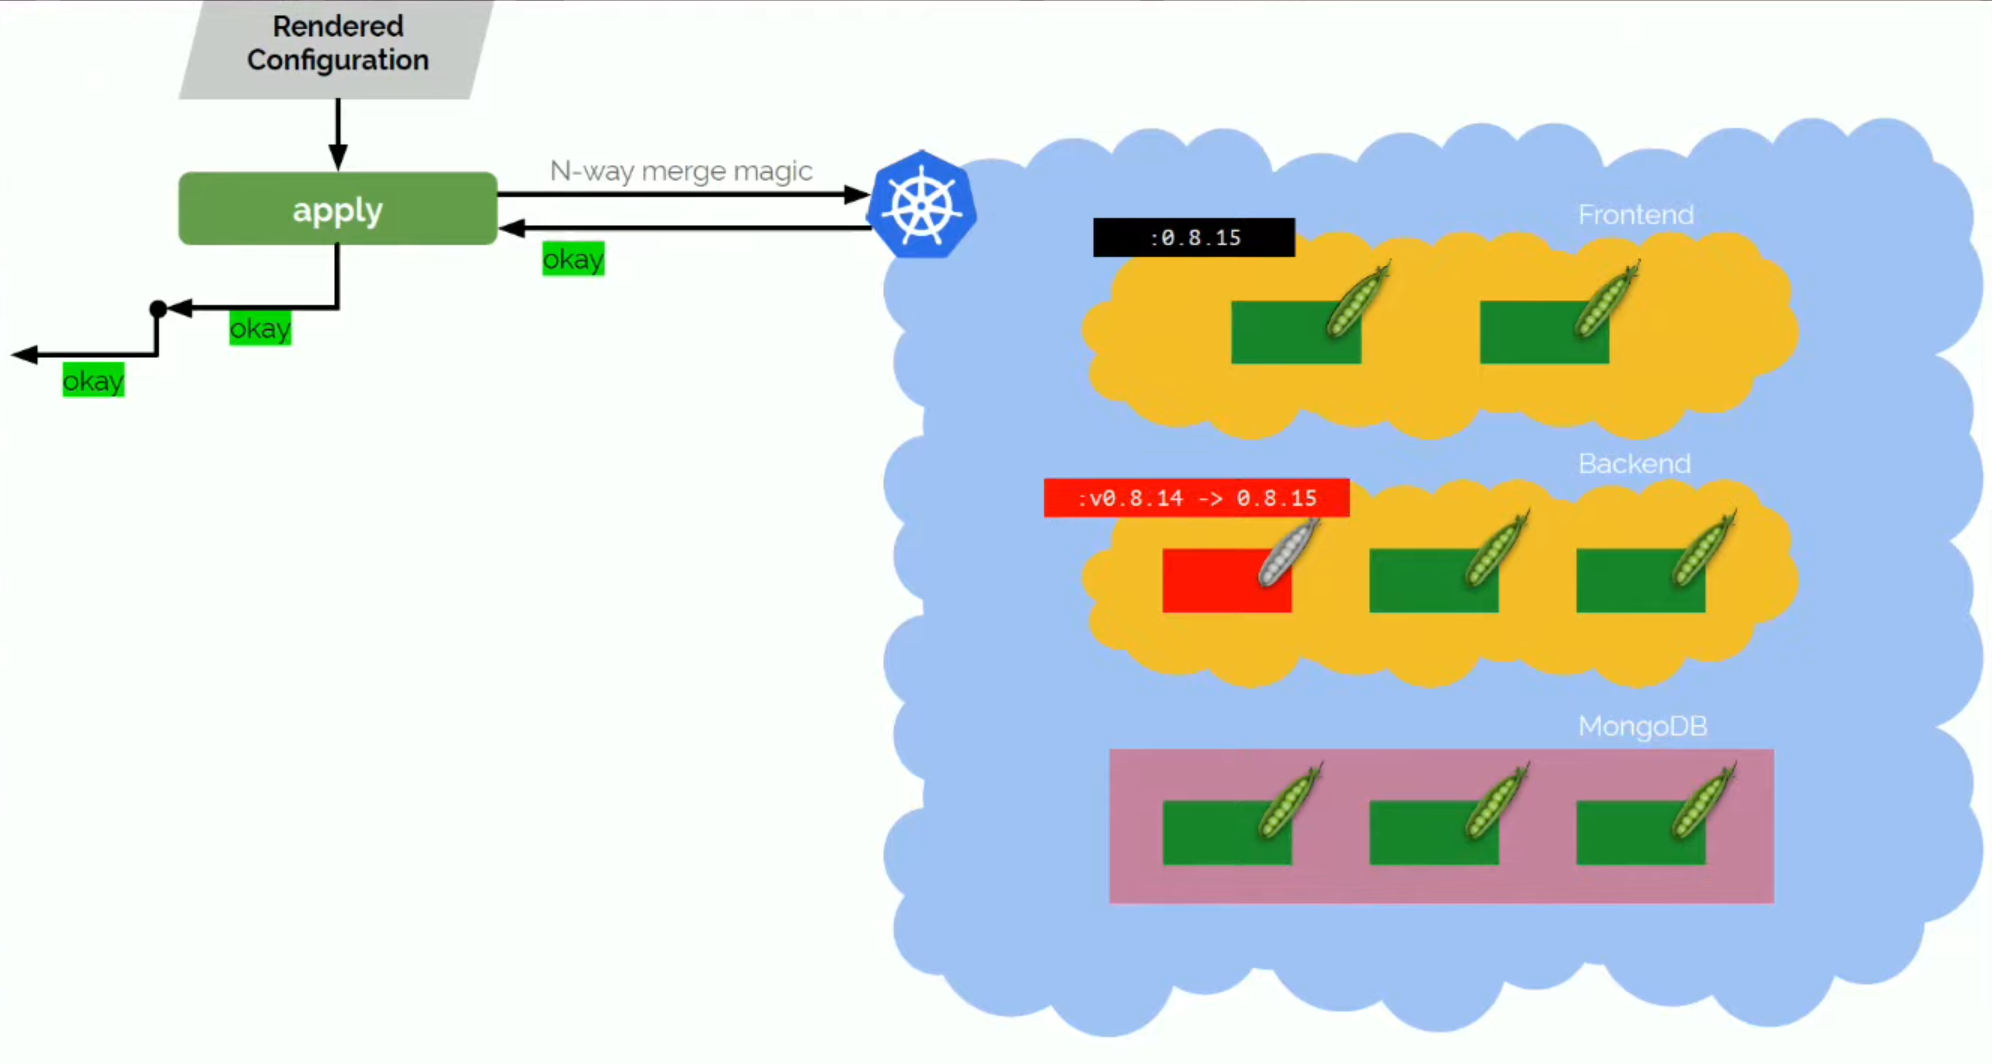 Rendered
Configuration
apply
N-way merge magic
okay
okay
okay
Frontend
:0.8.15
Backend
:v0.8.14 -> 0.8.15
MongoDB